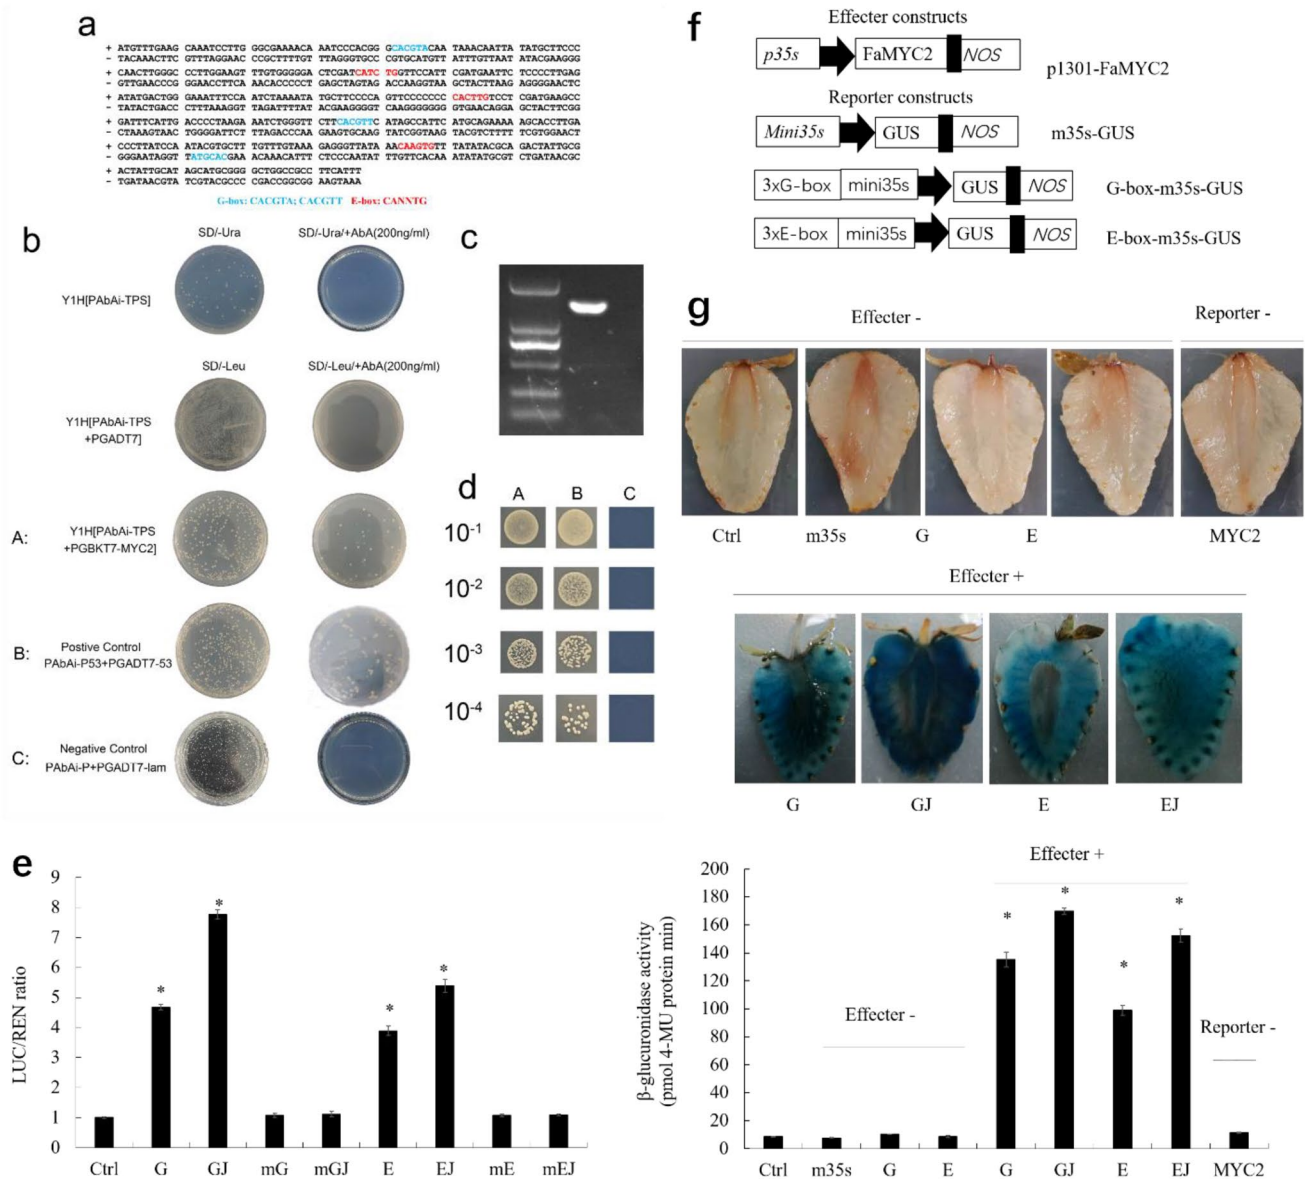 a
+ ATGTTTGAAG CAAATCCTTG GGCGAAAACA AATCCCACGG GCACGTACAA TAAACAATTA TATGCTTCCC
- TACAAACTTC GTTTAGGAAC CCGCTTTTGT TTAGGGTGCC CGTGCATGTT ATTTGTTAAT ATACGAAGGG
+ CAACTTGGGC CCTTGGAAGT TTGTGGGGGA CTCGATCATC TGGTTCCATT CGATGAATTC TCCCCTTGAG
- GTTGAACCCG GGAACCTTCA AACACCCCCT GAGCTAGTAG ACCAAGGTAA GCTACTTAAG AGGGGAACTC
+ ATATGACTGG GAAATTTCCA ATCTAAAATA TGCTTCCCCA GTTCCCCCCC CACTTGTCCT CGATGAAGCC
- TATACTGACC CTTTAAAGGT TAGATTTTAT ACGAAGGGGT CAAGGGGGGG GTGAACAGGA GCTACTTCGG
+ GATTTCATTG ACCCCTAAGA AATCTGGGTT CTTCACGTTC ATAGCCATTC ATGCAGAAAA AGCACCTTGA
- CTAAAGTAAC TGGGGATTCT TTAGACCCAA GAAGTGCAAG TATCGGTAAG TACGTCTTTT TCGTGGAACT
+ CCCTTATCCA ATACGTGCTT TGTTTGTAAA GAGGGTTATA AAACAAGTGT TATATACGCA GACTATTGCG
- GGGAATAGGT TATGCACGAA ACAAACATTT CTCCCAATAT TTGTTCACAA ATATATGCGT CTGATAACGC
+ ACTATTGCAT AGCATGCGGG GCTGGCCGCC TTCATTT
- TGATAACGTA TCGTACGCCC CGACCGGCGG AAGTAAA
G-box: CACGTA; CACGTT E-box: CANNTG
b
SD/-Ura SD/-Ura/+AbA(200ng/ml)
Y1H[PAbAi-TPS]
SD/-Leu SD/-Leu/+AbA(200ng/ml)
Y1H[PAbAi-TPS
+PGADT7]
A: Y1H[PAbAi-TPS
+PGBKT7-MYC2]
B: Postive Control
PAbAi-P53+PGADT7-53
C: Negative Control
PAbAi-P+PGADT7-lam
c
d
A B C
10-1
10-2
10-3
10-4
e
LUC/REN ratio
9
8
7
6
5
4
3
2
1
0
* * * *
Ctrl G GJ mG mGJ E EJ mE mEJ
f
Effecter constructs
p35s FaMYC2 NOS p1301-FaMYC2
Reporter constructs
Mini35s GUS NOS m35s-GUS
3xG-box mini35s GUS NOS G-box-m35s-GUS
3xE-box mini35s GUS NOS E-box-m35s-GUS
g
Effecter - Reporter -
Ctrl m35s G E MYC2
Effecter +
G GJ E EJ
β-glucuronidase activity
(pmol 4-MU protein min)
200
180
160
140
120
100
80
60
40
20
0
Effecter +
* * * *
Effecter -
Reporter -
Ctrl m35s G E G GJ E EJ MYC2